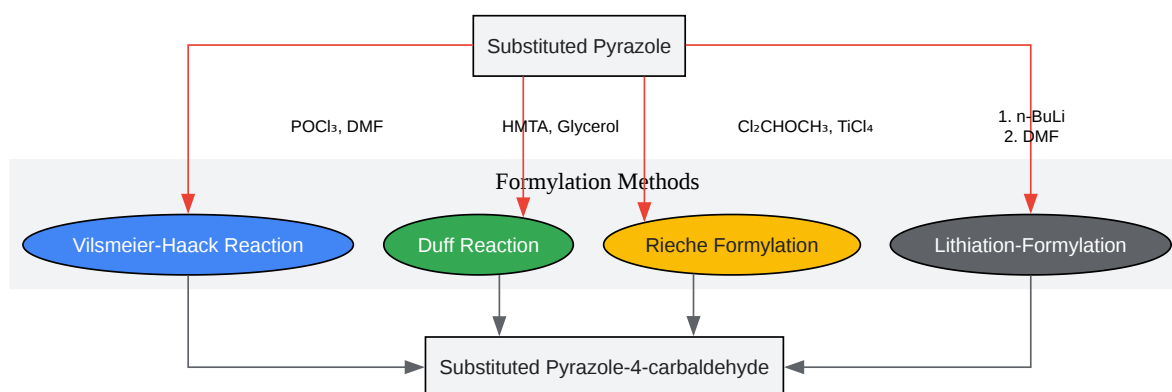 Substituted Pyrazole
POCl₃, DMF
HMTA, Glycerol
Cl₂CHOCH₃, TiCl₄
1. n-BuLi
2. DMF
Formylation Methods
Vilsmeier-Haack Reaction
Duff Reaction
Rieche Formylation
Lithiation-Formylation
Substituted Pyrazole-4-carbaldehyde